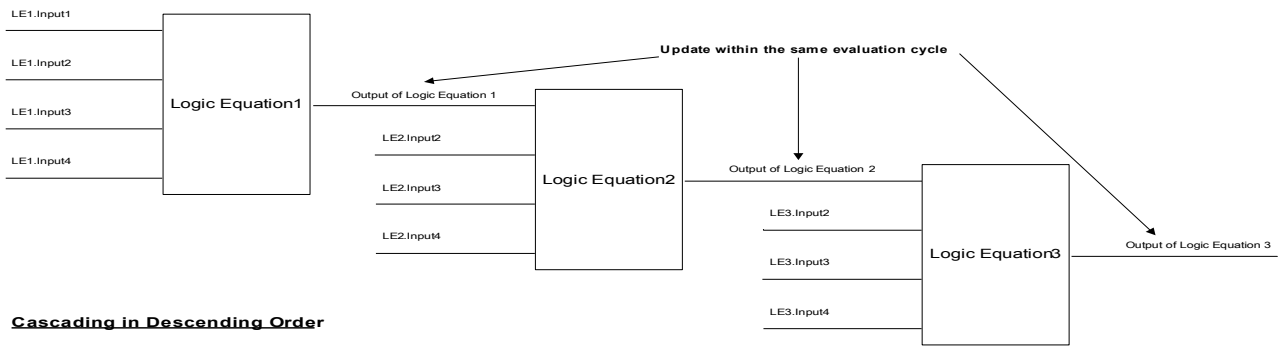 LE1.Input1
LE1.Input2
LE1.Input3
LE1.Input4
Logic Equation1
Update within the same evaluation cycle
Output of Logic Equation 1
LE2.Input2
LE2.Input3
LE2.Input4
Logic Equation2
Output of Logic Equation 2
LE3.Input2
LE3.Input3
LE3.Input4
Logic Equation3
Output of Logic Equation 3
Cascading in Descending Order